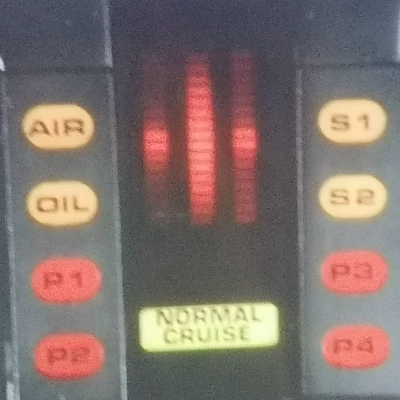 AIR
OIL
P1
P2
NORMAL
CRUISE
S1
S2
P3
P4